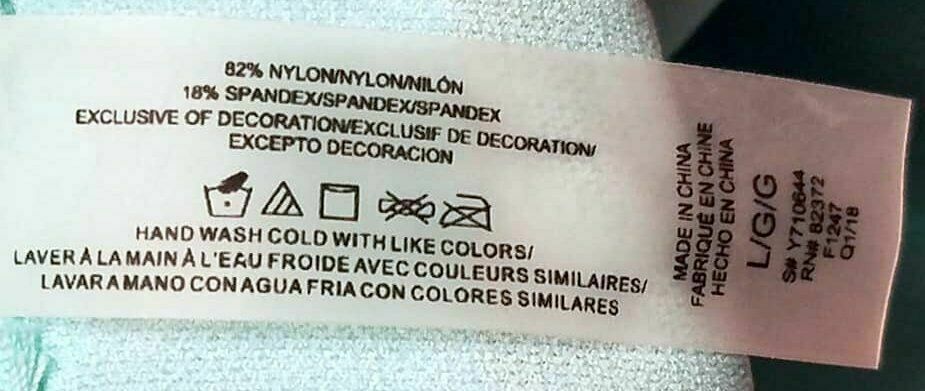 82% NYLON/NYLON/NILÓN
18% SPANDEX/SPANDEX/SPANDEX
EXCLUSIVE OF DECORATION/EXCLUSIF DE DECORATION/
EXCEPTO DECORACION
HAND WASH COLD WITH LIKE COLORS/
LAVER À LA MAIN À L'EAU FROIDE AVEC COULEURS SIMILAIRES/
LAVAR A MANO CON AGUA FRIA CON COLORES SIMILARES
MADE IN CHINA
FABRIQUÉ EN CHINE
HECHO EN CHINA
L/G/G
S# Y710644
RN# 82372
F1247
Q1/18